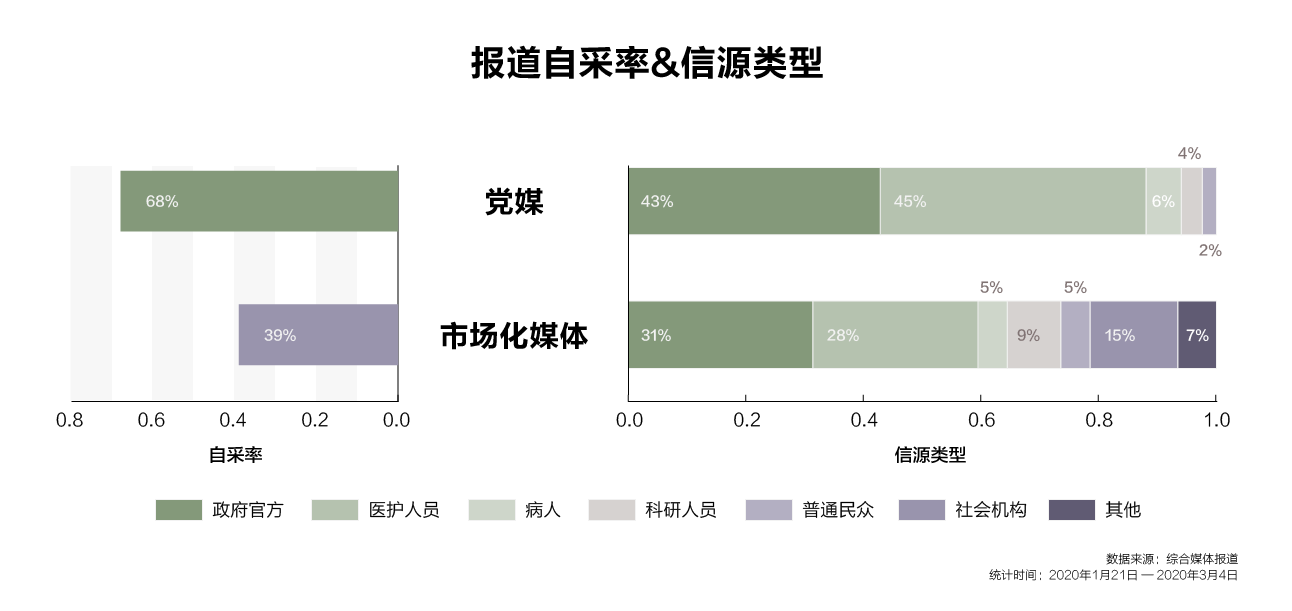 报道自采率&信源类型
68%
39%
0.8
0.6
0.4
0.2
0.0
自采率
党媒
市场化媒体
4%
43%
45%
6%
2%
5%
5%
31%
28%
9%
15%
7%
0.0
0.2
0.4
0.6
0.8
1.0
信源类型
政府官方
医护人员
病人
科研人员
普通民众
社会机构
其他
数据来源：综合媒体报道
统计时间：2020年1月21日 — 2020年3月4日